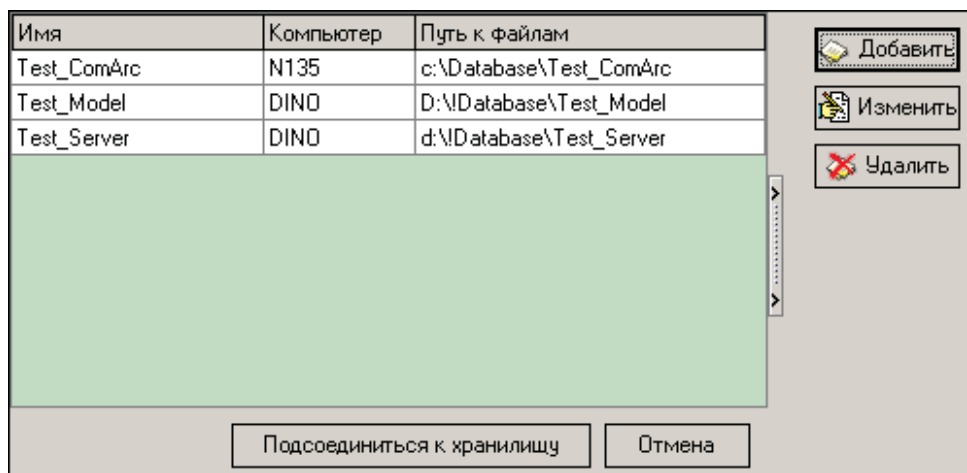 Имя Компьютер Путь к файлам
Test_ComArc N135 c:\Database\Test_ComArc
Test_Model DINO D:\!Database\Test_Model
Test_Server DINO d:\!Database\Test_Server
Добавить
Изменить
Удалить
Подсоединиться к хранилищу Отмена